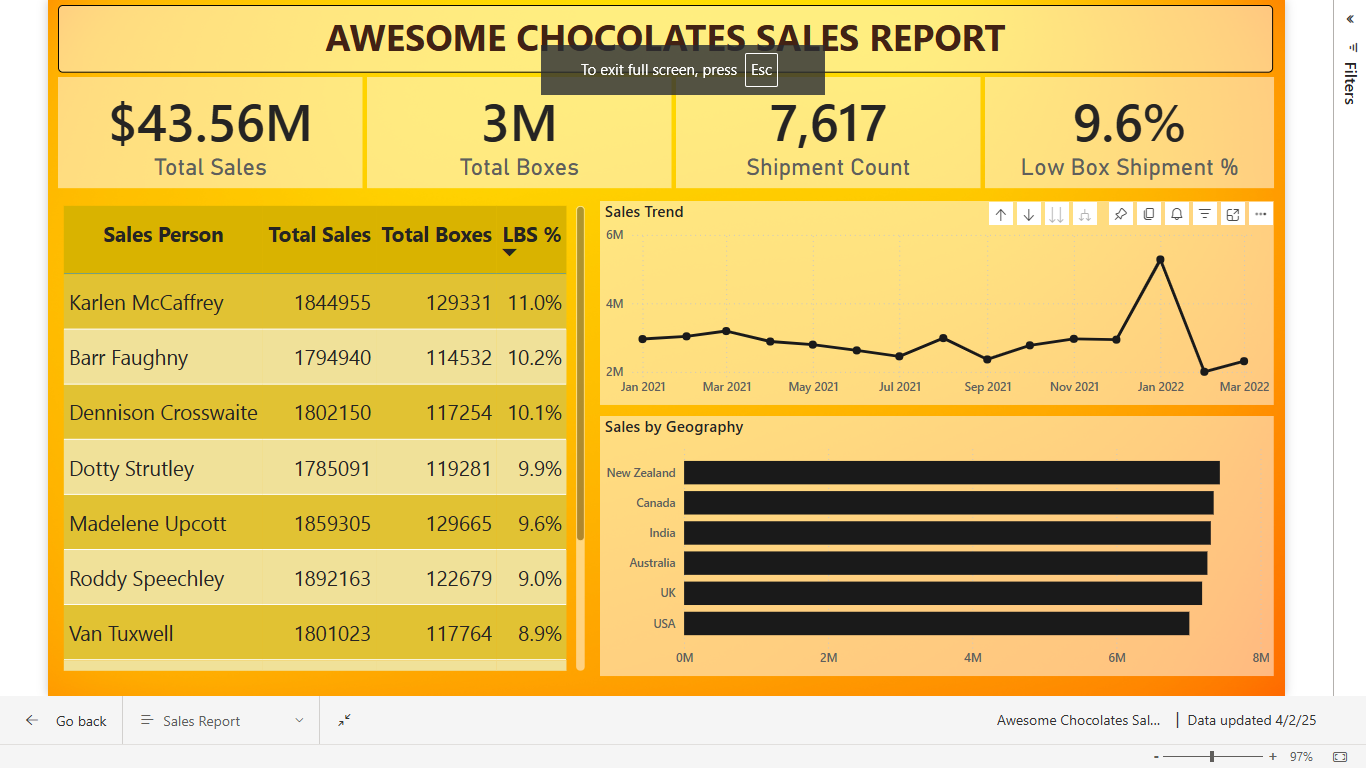 AWESOME CHOCOLATES SALES REPORT
To exit full screen, press Esc
Filters
$43.56M
Total Sales
3M
Total Boxes
7,617
Shipment Count
9.6%
Low Box Shipment %
Sales Person Total Sales Total Boxes LBS %
Karlen McCaffrey 1844955 129331 11.0%
Barr Faughny 1794940 114532 10.2%
Dennison Crosswaite 1802150 117254 10.1%
Dotty Strutley 1785091 119281 9.9%
Madelene Upcott 1859305 129665 9.6%
Roddy Speechley 1892163 122679 9.0%
Van Tuxwell 1801023 117764 8.9%
Sales Trend
6M
4M
2M
Jan 2021 Mar 2021 May 2021 Jul 2021 Sep 2021 Nov 2021 Jan 2022 Mar 2022
Sales by Geography
New Zealand
Canada
India
Australia
UK
USA
0M 2M 4M 6M 8M
Go back Sales Report Awesome Chocolates Sal... | Data updated 4/2/25
- + 97%